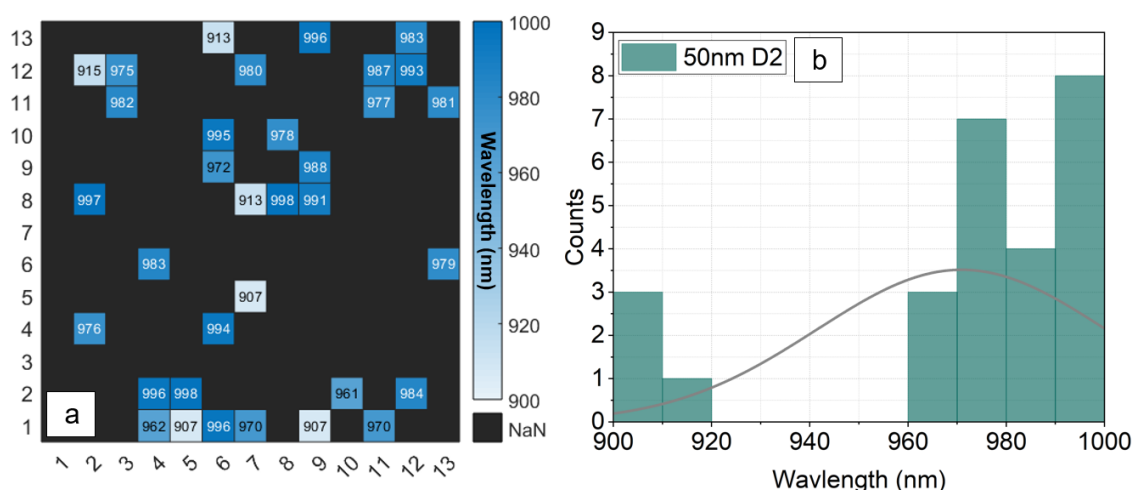 13 913 996 983
12 915 975 980 987 993
11 982 977 981
10 995 978
9 972 988
8 997 913 998 991
7
6 983 979
5 907
4 976 994
3
2 996 998 961 984
1 962 907 996 970 907 970
1 2 3 4 5 6 7 8 9 10 11 12 13
a
1000
980
960
940
920
900
NaN
Wavelength (nm)
50nm D2
b
9
8
7
6
5
4
3
2
1
0
Counts
900 920 940 960 980 1000
Wavlength (nm)